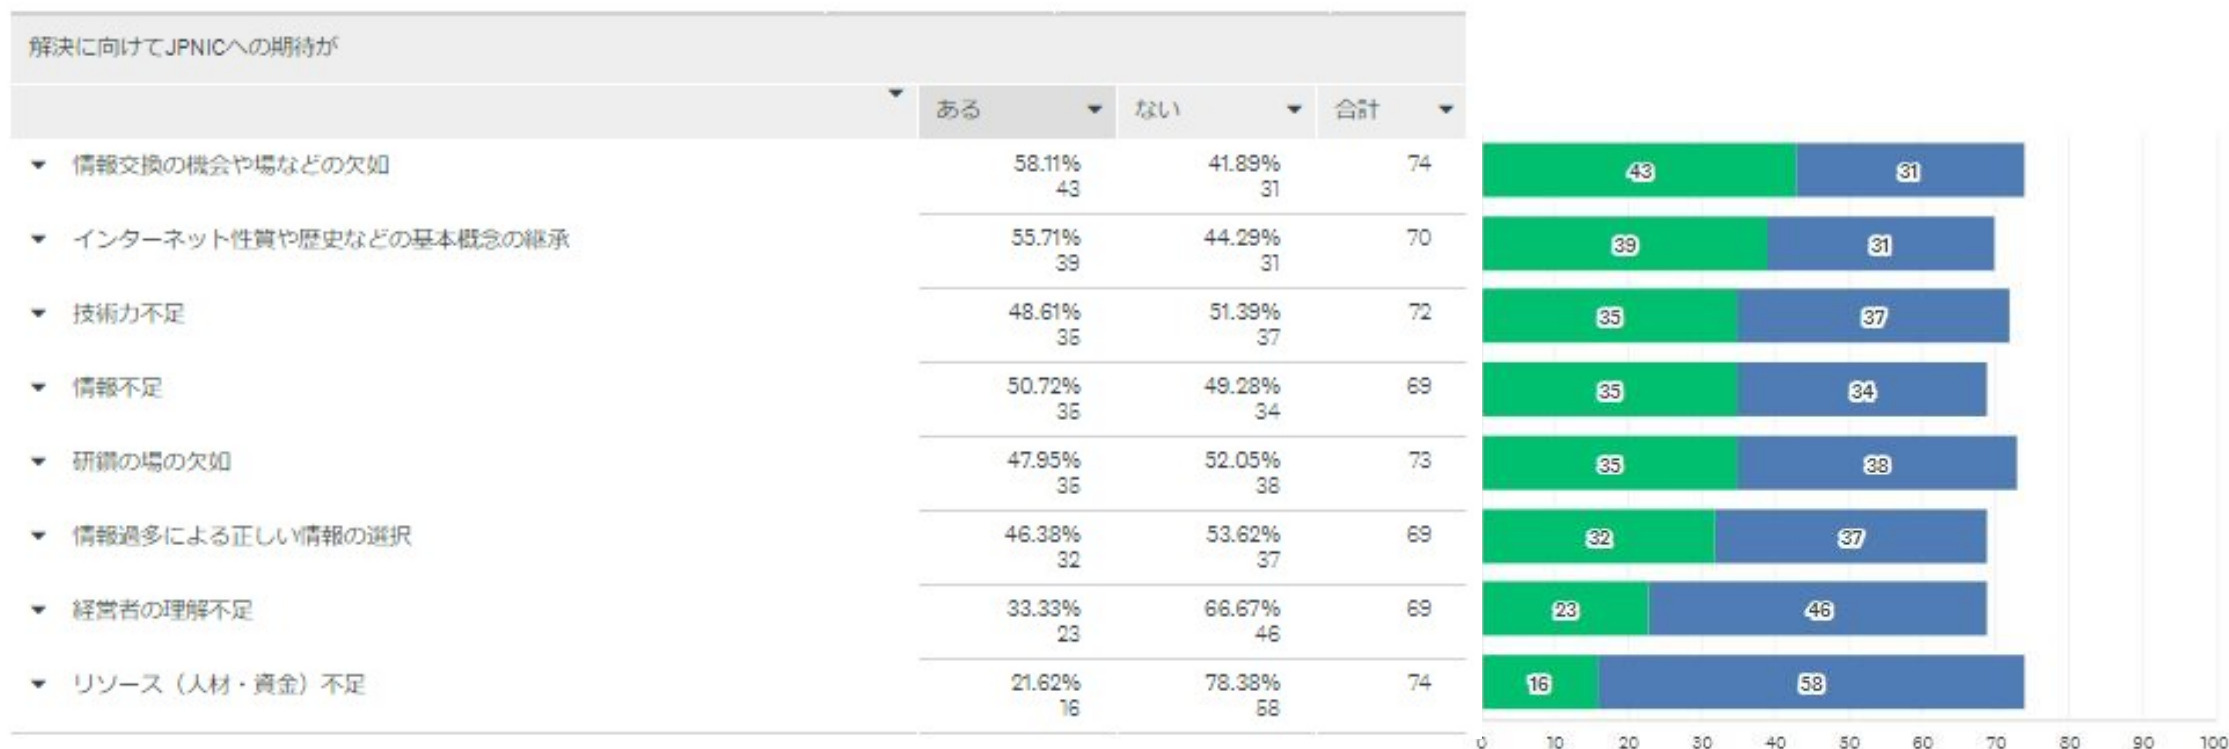 解決に向けてJPNICへの期待が
ある ない 合計
情報交換の機会や場などの欠如 58.11% 41.89% 74
43 31
43 31
インターネット性質や歴史などの基本概念の継承 55.71% 44.29% 70
39 31
39 31
技術力不足 48.61% 51.39% 72
35 37
35 37
情報不足 50.72% 49.28% 69
35 34
35 34
研鑽の場の欠如 47.95% 52.05% 73
35 38
35 38
情報過多による正しい情報の選択 46.38% 53.62% 69
32 37
32 37
経営者の理解不足 33.33% 66.67% 69
23 46
23 46
リソース（人材・資金）不足 21.62% 78.38% 74
16 58
16 58
0 10 20 30 40 50 60 70 80 90 100